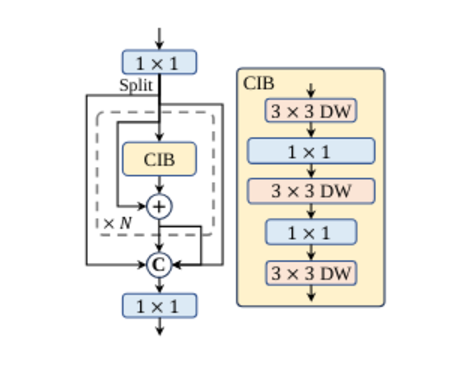 1 × 1
Split
CIB
+
× N
C
1 × 1
CIB
3 × 3 DW
1 × 1
3 × 3 DW
1 × 1
3 × 3 DW